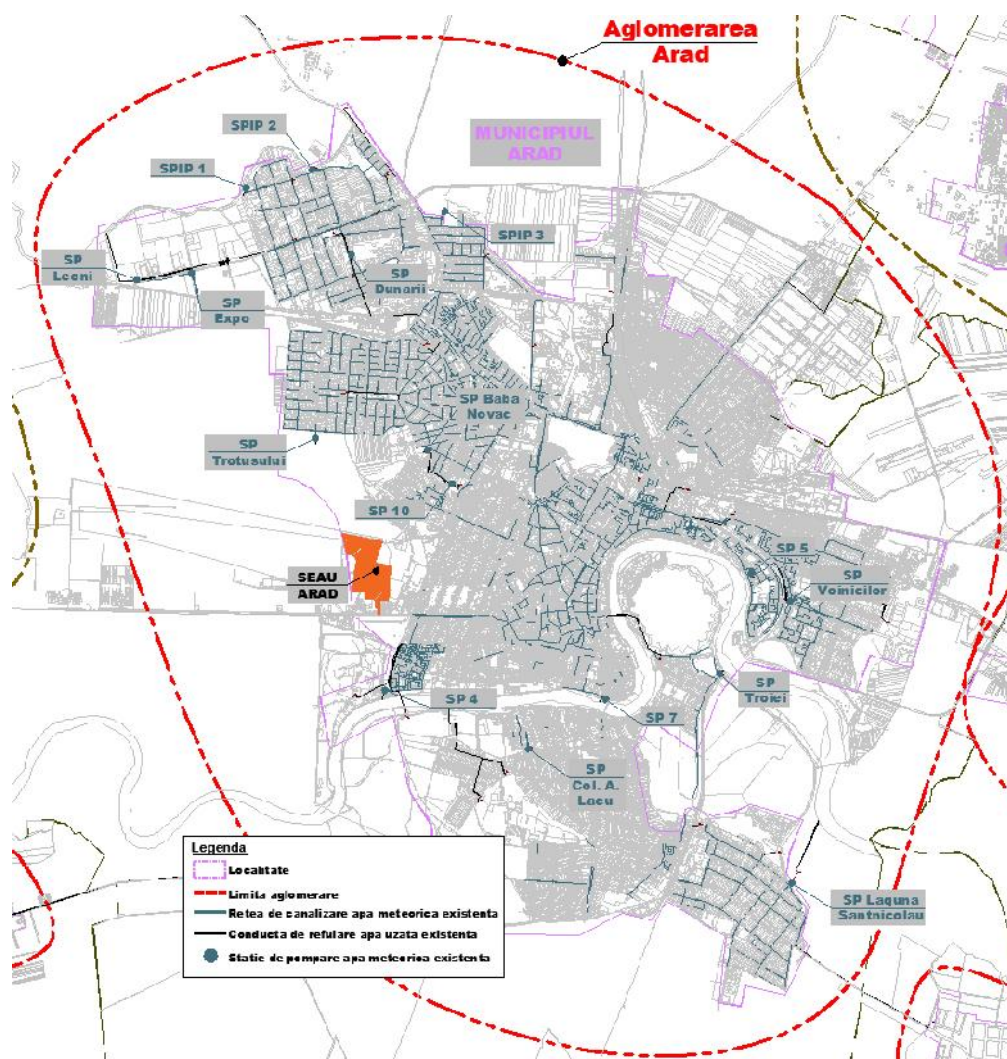 Aglomerarea
Arad
MUNICIPIUL
ARAD
SPIP 2
SPIP 1
SPIP 3
SP
Leoni
SP
Expo
SP
Dunarii
SP Baba
Novac
SP
Trotusului
SP 10
SEAU
ARAD
SP 5
SP
Voinicilor
SP 4
SP 7
SP
Troici
SP
Col. A.
Lacu
SP Laguna
Santnicolau
Legenda
Localitate
Limita aglomerare
Retea de canalizare apa meteorica existenta
Conducta de refulare apa uzata existenta
Statie de pompare apa meteorica existenta